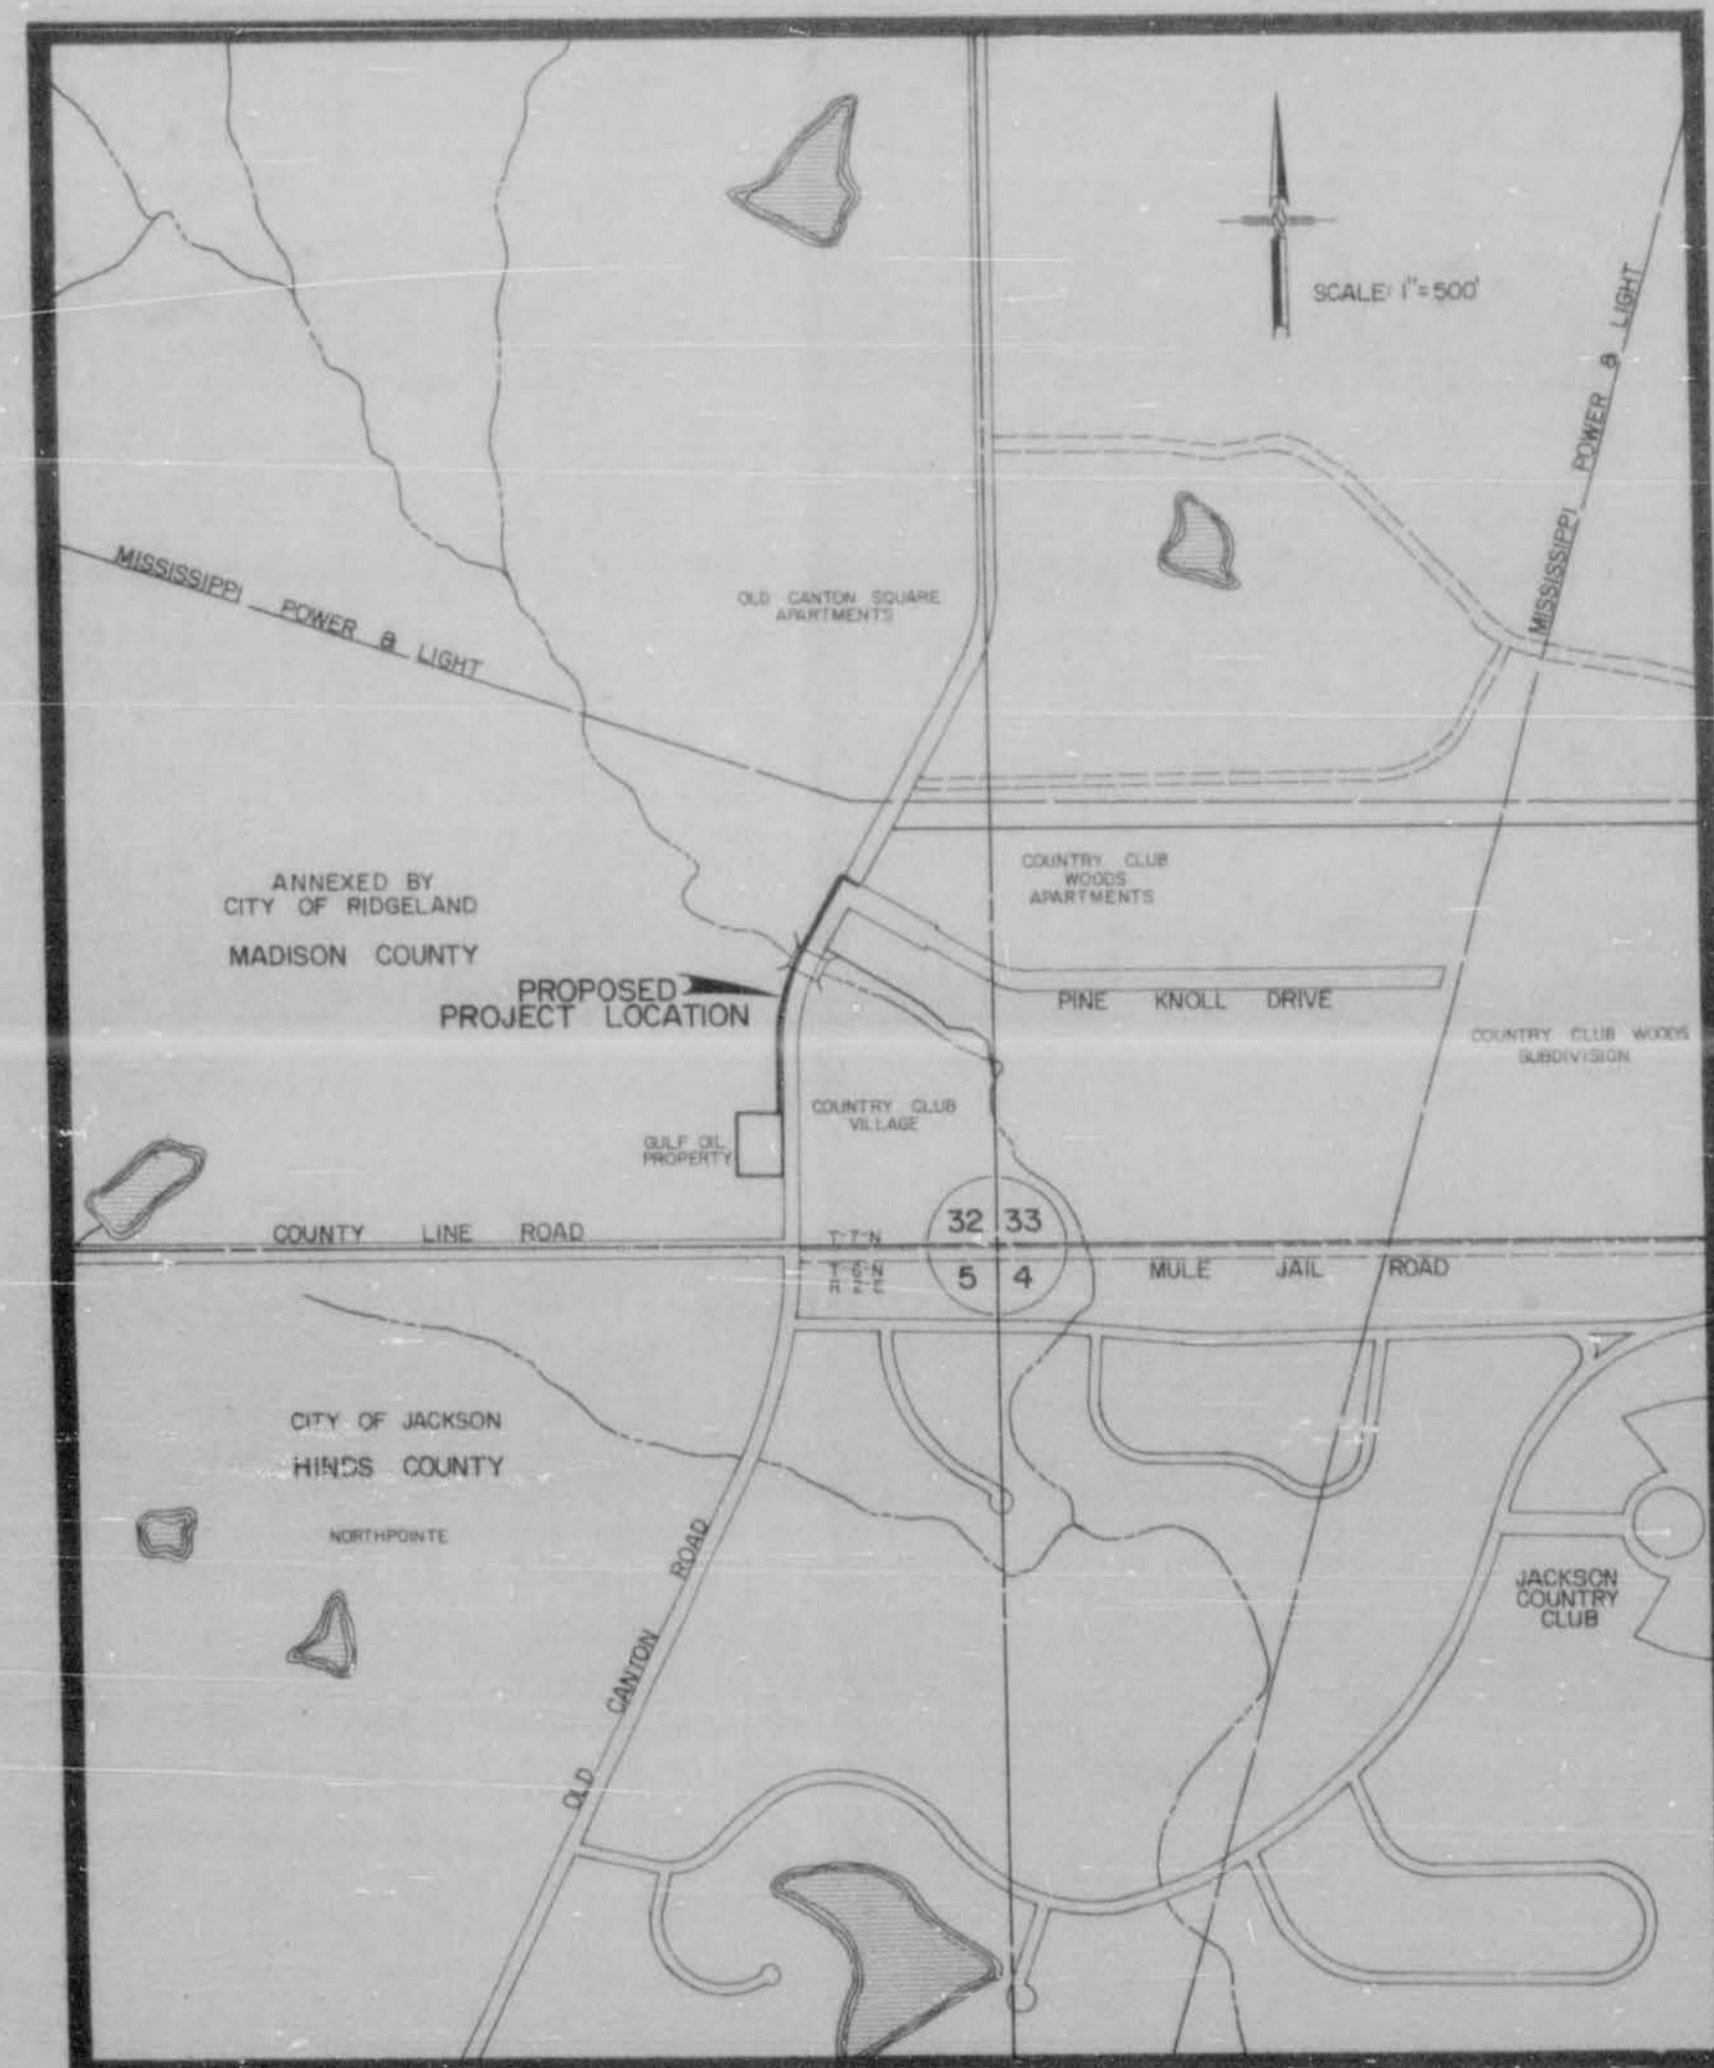 SCALE: 1"=500'
MISSISSIPPI POWER & LIGHT
MISSISSIPPI POWER & LIGHT
OLD CANTON SQUARE
APARTMENTS
ANNEXED BY
CITY OF RIDGELAND
MADISON COUNTY
COUNTRY CLUB
WOODS
APARTMENTS
PROPOSED
PROJECT LOCATION
PINE KNOLL DRIVE
COUNTRY CLUB WOODS
SUBDIVISION
COUNTRY CLUB
VILLAGE
GULF OIL
PROPERTY
COUNTY LINE ROAD
T 7 N
32 33
T 6 N
R 2 E
5 4
MULE JAIL ROAD
CITY OF JACKSON
HINDS COUNTY
NORTHPOINTE
OLD CANTON ROAD
JACKSON
COUNTRY
CLUB